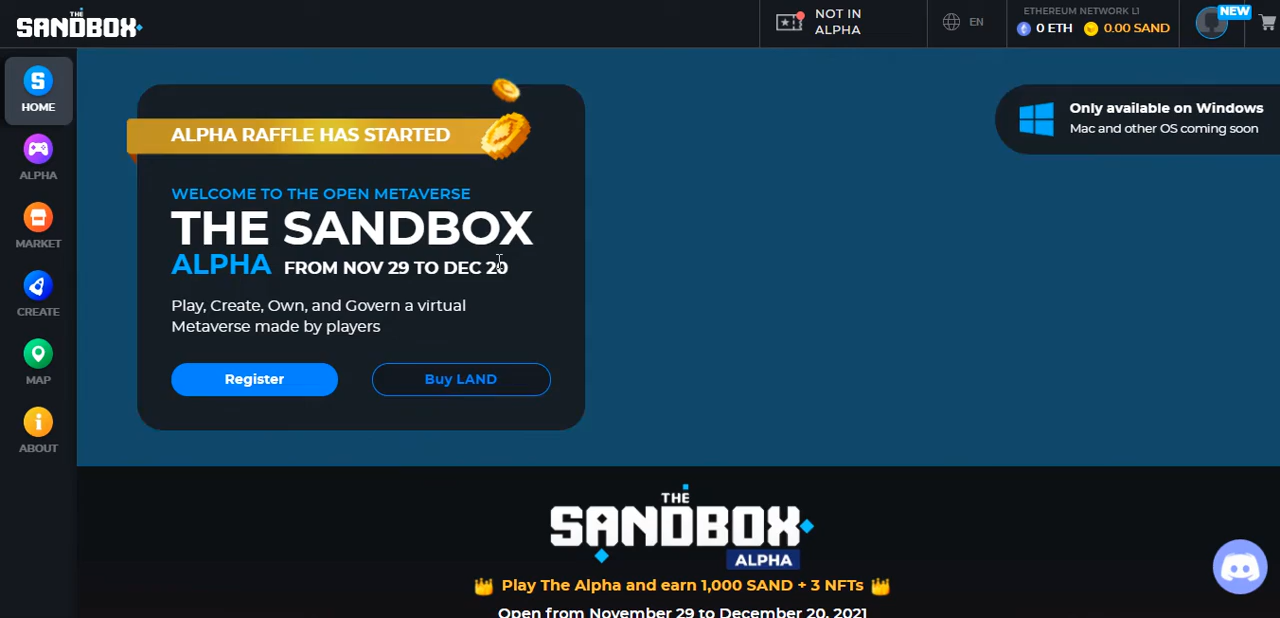 THE
SANDBOX
NOT IN
ALPHA
EN
ETHEREUM NETWORK L1
0 ETH
0.00 SAND
NEW
S
HOME
ALPHA
MARKET
CREATE
MAP
ABOUT
ALPHA RAFFLE HAS STARTED
WELCOME TO THE OPEN METAVERSE
THE SANDBOX
ALPHA FROM NOV 29 TO DEC 20
Play, Create, Own, and Govern a virtual
Metaverse made by players
Register
Buy LAND
Only available on Windows
Mac and other OS coming soon
THE
SANDBOX
ALPHA
Play The Alpha and earn 1,000 SAND + 3 NFTs
Open from November 29 to December 20, 2021